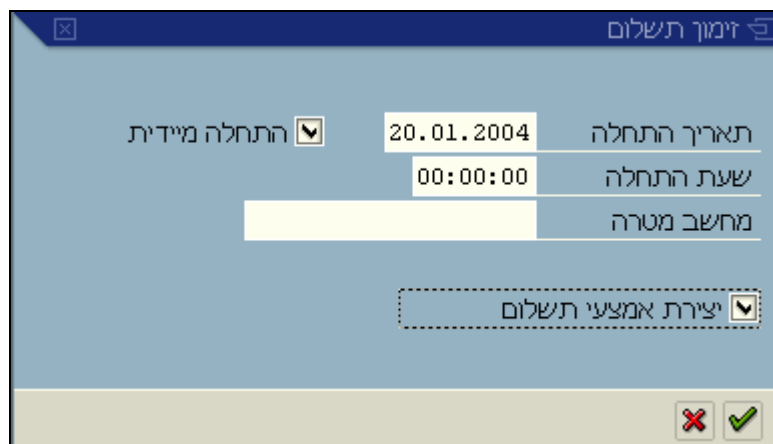 זימון תשלום
תאריך התחלה 20.01.2004 התחלה מיידית
שעת התחלה 00:00:00
מחשב מטרה
יצירת אמצעי תשלום